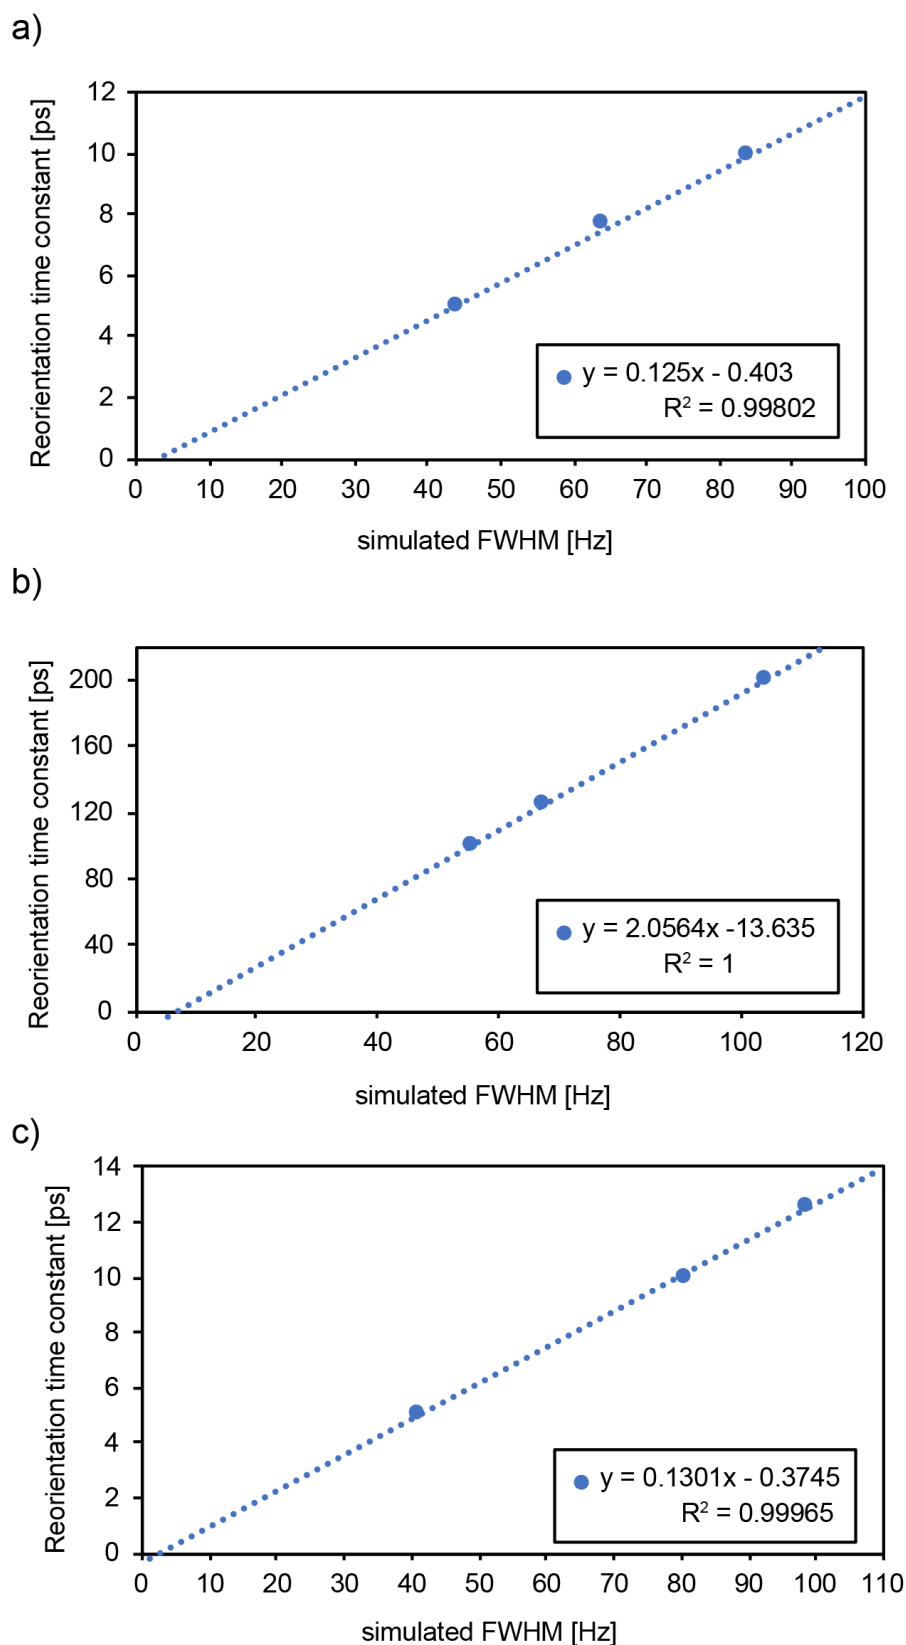 a)
Reorientation time constant [ps]
12
10
8
6
4
2
0
0 10 20 30 40 50 60 70 80 90 100
simulated FWHM [Hz]
y = 0.125x - 0.403
R² = 0.99802
b)
Reorientation time constant [ps]
200
160
120
80
40
0
0 20 40 60 80 100 120
simulated FWHM [Hz]
y = 2.0564x -13.635
R² = 1
c)
Reorientation time constant [ps]
14
12
10
8
6
4
2
0
0 10 20 30 40 50 60 70 80 90 100 110
simulated FWHM [Hz]
y = 0.1301x - 0.3745
R² = 0.99965